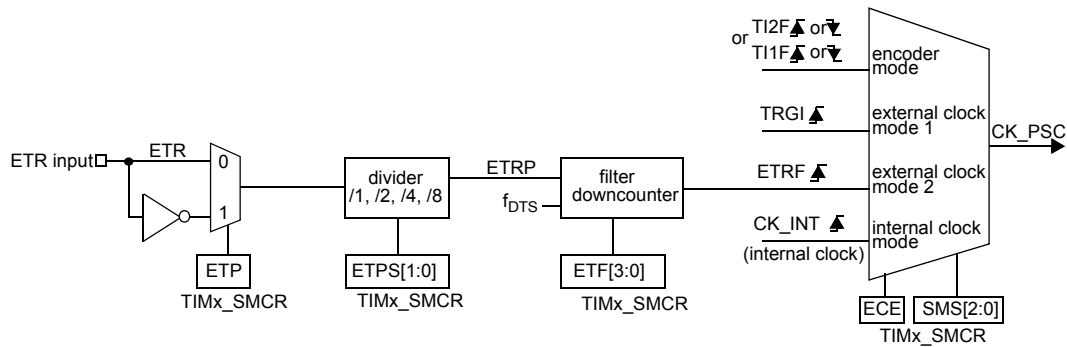 ETR input
ETR
0
1
ETP
TIMx_SMCR
divider
/1, /2, /4, /8
ETPS[1:0]
TIMx_SMCR
ETRP
fDTS
filter
downcounter
ETF[3:0]
TIMx_SMCR
or TI2F or
TI1F or
encoder
mode
TRGI
external clock
mode 1
ETRF
external clock
mode 2
CK_INT
(internal clock)
internal clock
mode
CK_PSC
ECE
SMS[2:0]
TIMx_SMCR